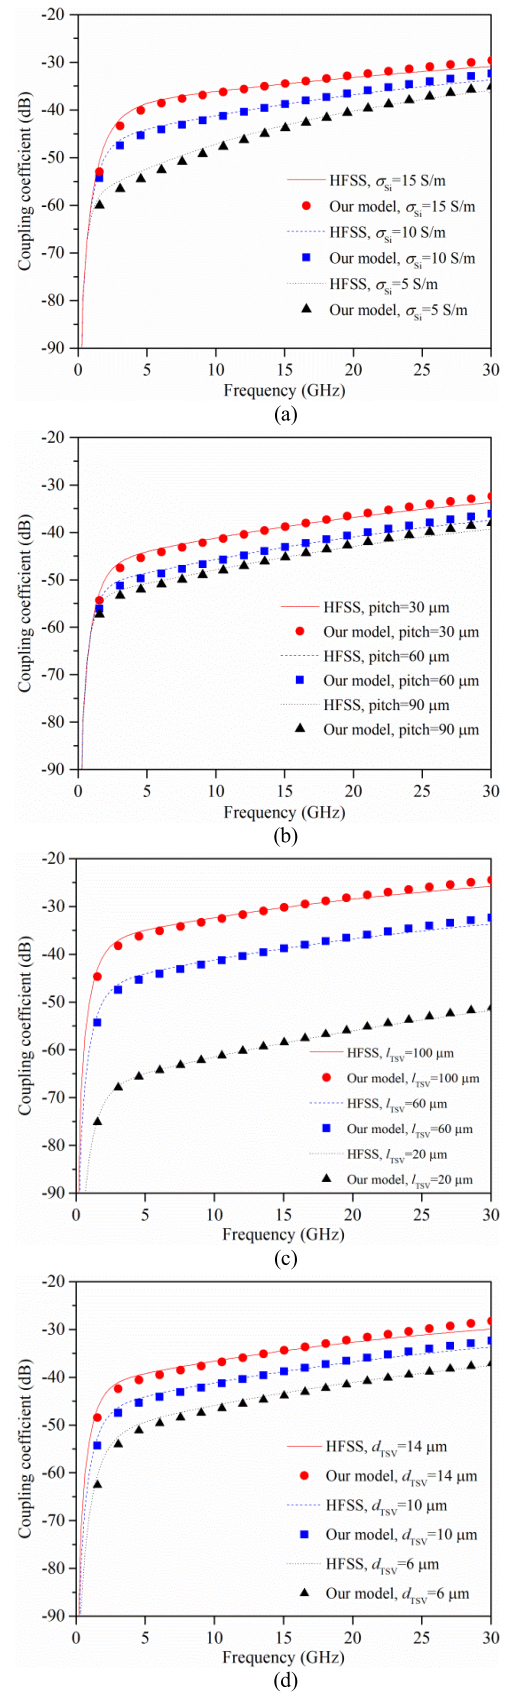 -20
-30
-40
-50
-60
-70
-80
-90
Coupling coefficient (dB)
HFSS, σSi=15 S/m
Our model, σSi=15 S/m
HFSS, σSi=10 S/m
Our model, σSi=10 S/m
HFSS, σSi=5 S/m
Our model, σSi=5 S/m
0 5 10 15 20 25 30
Frequency (GHz)
(a)
-20
-30
-40
-50
-60
-70
-80
-90
Coupling coefficient (dB)
HFSS, pitch=30 μm
Our model, pitch=30 μm
HFSS, pitch=60 μm
Our model, pitch=60 μm
HFSS, pitch=90 μm
Our model, pitch=90 μm
0 5 10 15 20 25 30
Frequency (GHz)
(b)
-20
-30
-40
-50
-60
-70
-80
-90
Coupling coefficient (dB)
HFSS, lTSV=100 μm
Our model, lTSV=100 μm
HFSS, lTSV=60 μm
Our model, lTSV=60 μm
HFSS, lTSV=20 μm
Our model, lTSV=20 μm
0 5 10 15 20 25 30
Frequency (GHz)
(c)
-20
-30
-40
-50
-60
-70
-80
-90
Coupling coefficient (dB)
HFSS, dTSV=14 μm
Our model, dTSV=14 μm
HFSS, dTSV=10 μm
Our model, dTSV=10 μm
HFSS, dTSV=6 μm
Our model, dTSV=6 μm
0 5 10 15 20 25 30
Frequency (GHz)
(d)